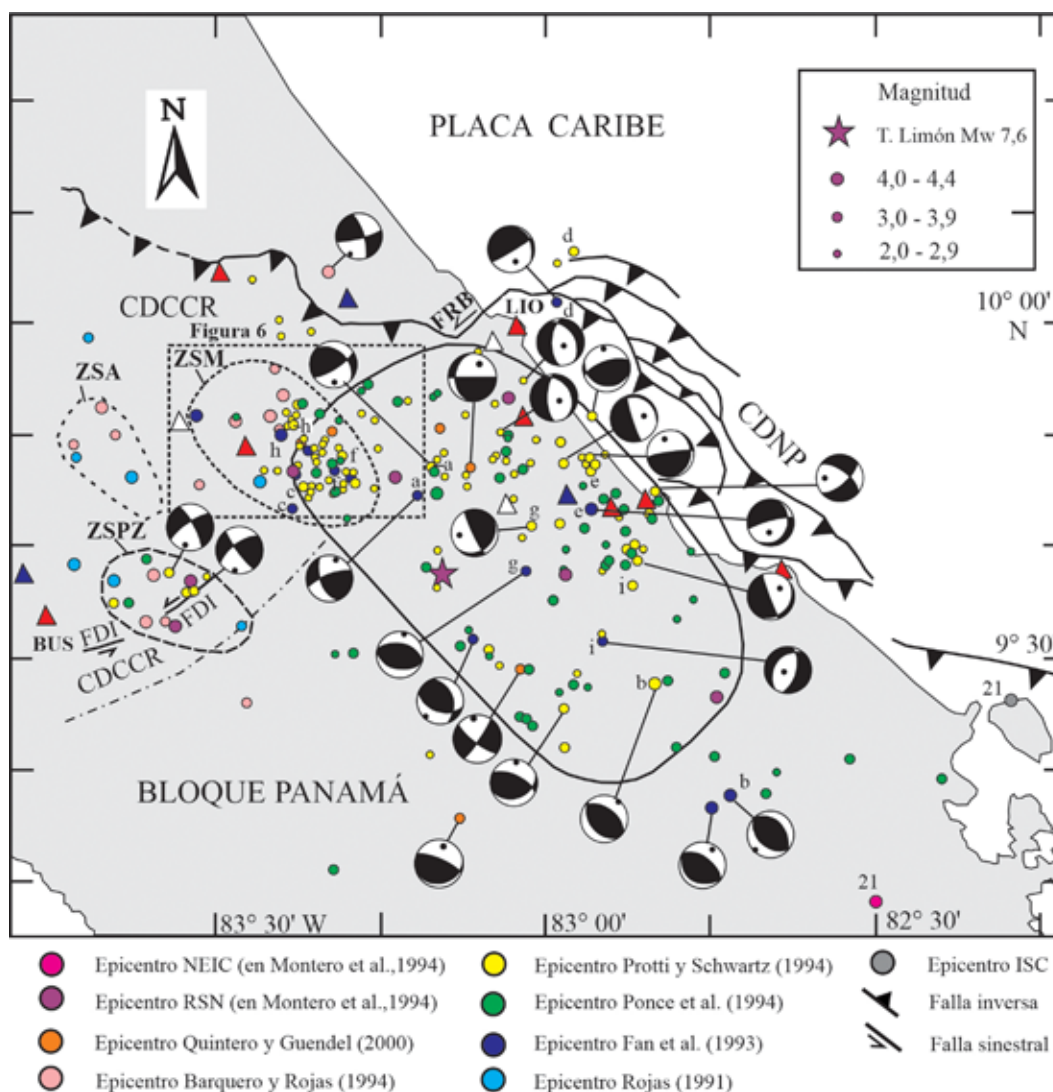 Magnitud
T. Limón Mw 7,6
4,0 - 4,4
3,0 - 3,9
2,0 - 2,9
N
PLACA CARIBE
d
CDCCR
FRB
LIO
d
10° 00'
N
Figura 6
ZSM
ZSA
h
h
f
a
a
c
c
e
e
CDNP
g
g
ZSPZ
FDI
BUS
FDI
CDCCR
i
i
b
9° 30'
21
BLOQUE PANAMÁ
b
21
83° 30' W
83° 00'
82° 30'
Epicentro NEIC (en Montero et al.,1994)
Epicentro RSN (en Montero et al.,1994)
Epicentro Quintero y Guendel (2000)
Epicentro Barquero y Rojas (1994)
Epicentro Protti y Schwartz (1994)
Epicentro Ponce et al. (1994)
Epicentro Fan et al. (1993)
Epicentro Rojas (1991)
Epicentro ISC
Falla inversa
Falla sinestral